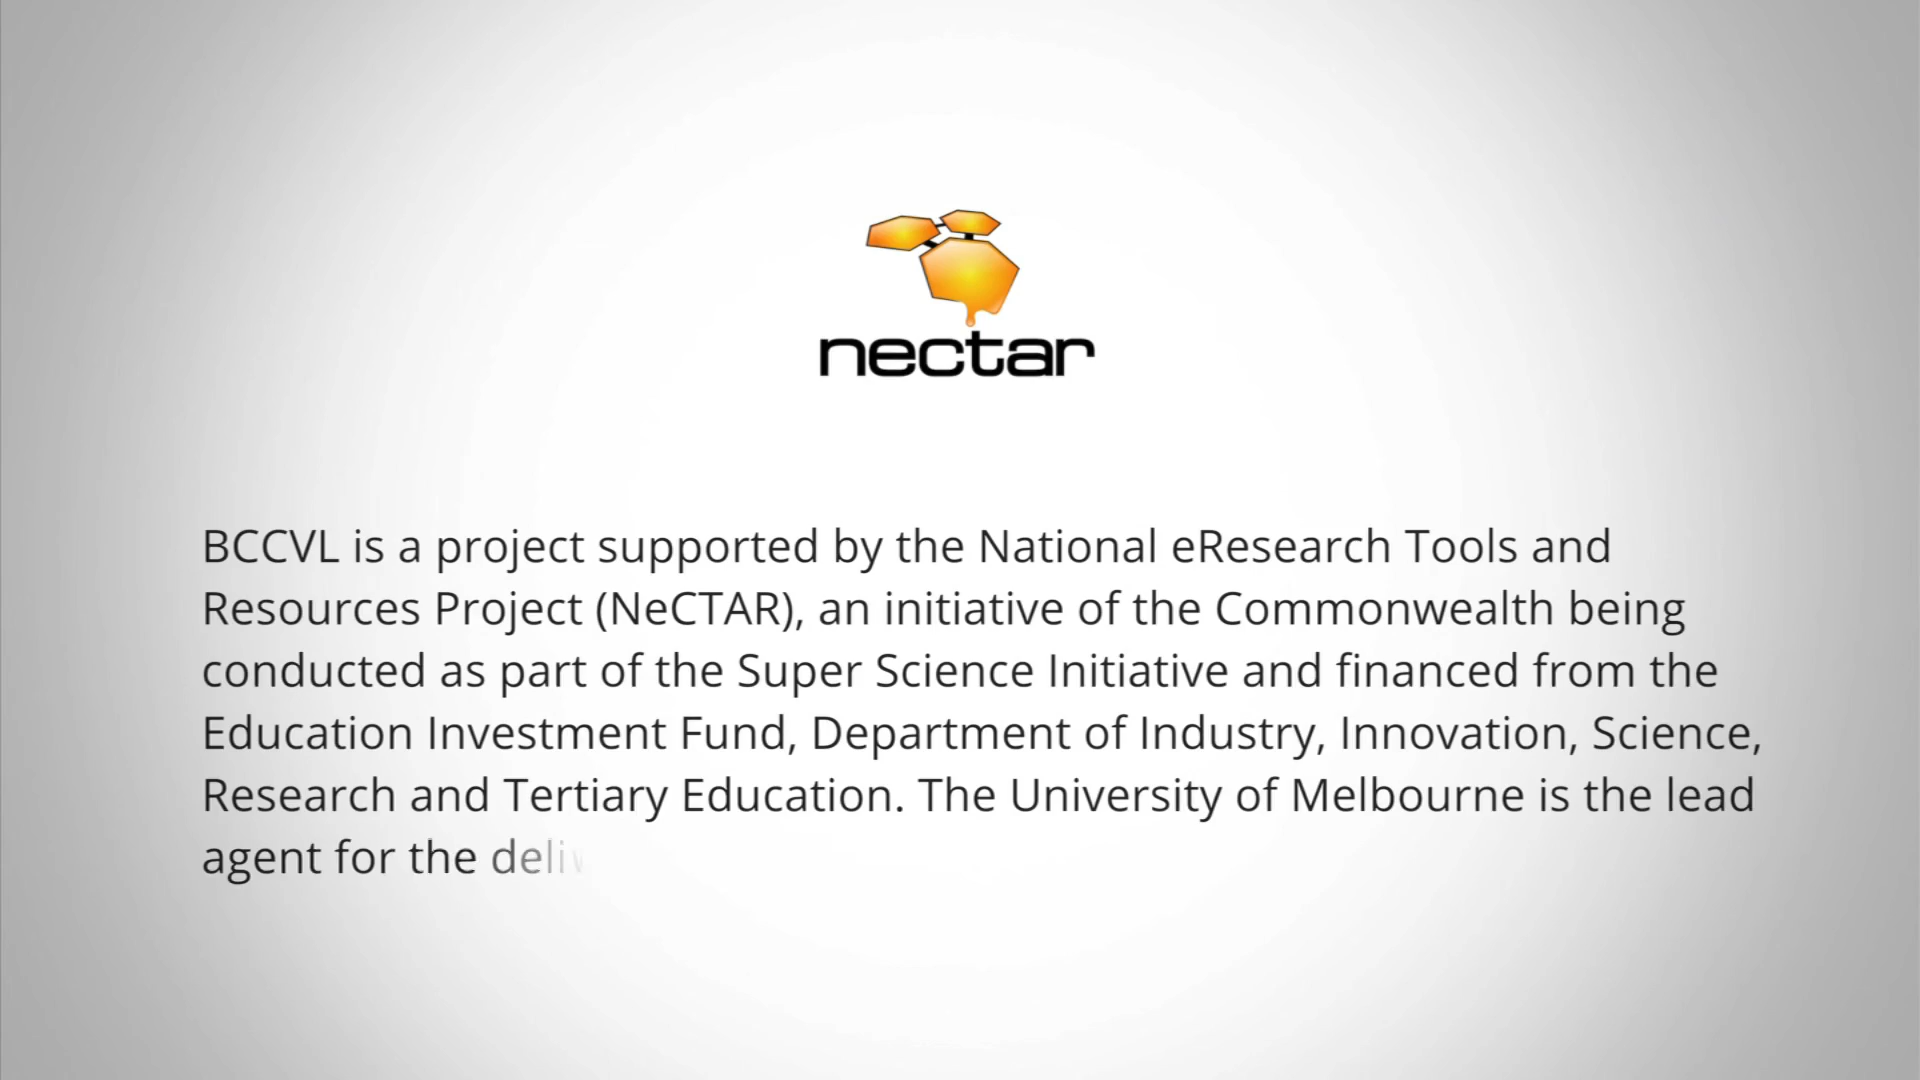 nectar
BCCVL is a project supported by the National eResearch Tools and
Resources Project (NeCTAR), an initiative of the Commonwealth being
conducted as part of the Super Science Initiative and financed from the
Education Investment Fund, Department of Industry, Innovation, Science,
Research and Tertiary Education. The University of Melbourne is the lead
agent for the